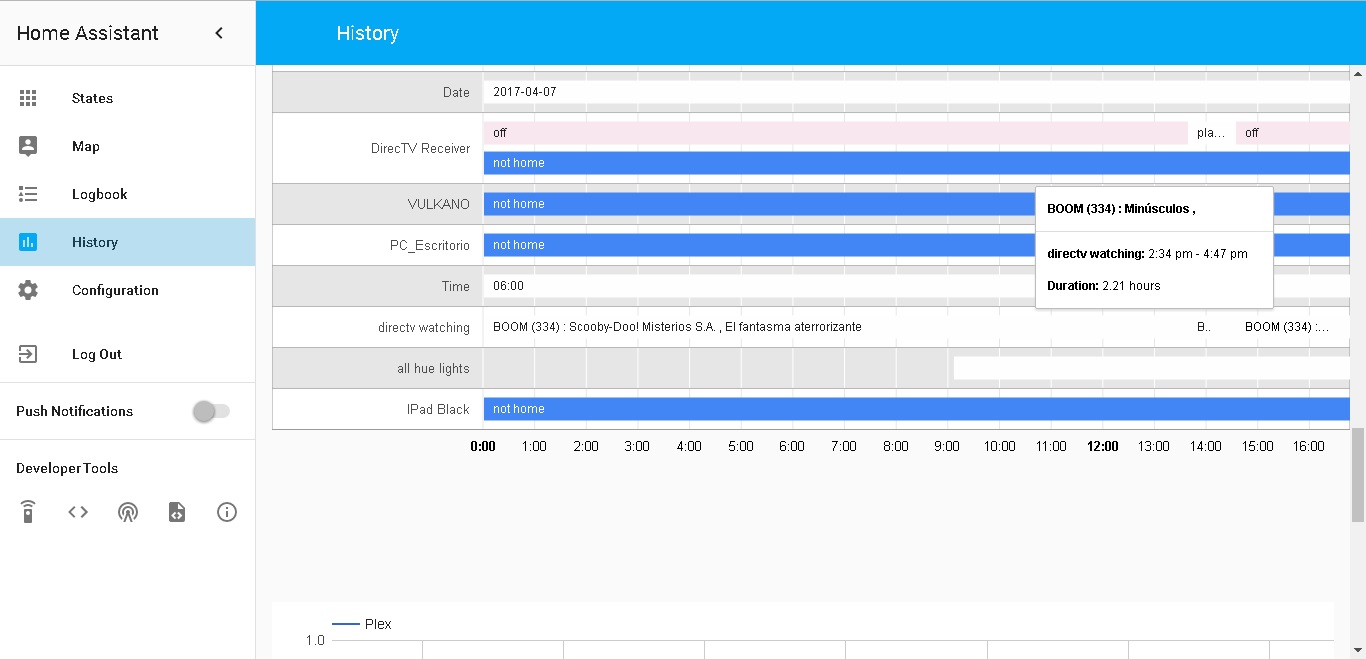 Home Assistant
History
States
Map
Logbook
History
Configuration
Log Out
Push Notifications
Developer Tools
Date 2017-04-07
DirecTV Receiver off pla... off
not home
VULKANO not home
BOOM (334) : Minúsculos ,
directv watching: 2:34 pm - 4:47 pm
Duration: 2.21 hours
PC_Escritorio not home
Time 06:00
directv watching BOOM (334) : Scooby-Doo! Misterios S.A. , El fantasma aterrorizante B.. BOOM (334) :...
all hue lights
IPad Black not home
0:00 1:00 2:00 3:00 4:00 5:00 6:00 7:00 8:00 9:00 10:00 11:00 12:00 13:00 14:00 15:00 16:00
Plex
1.0